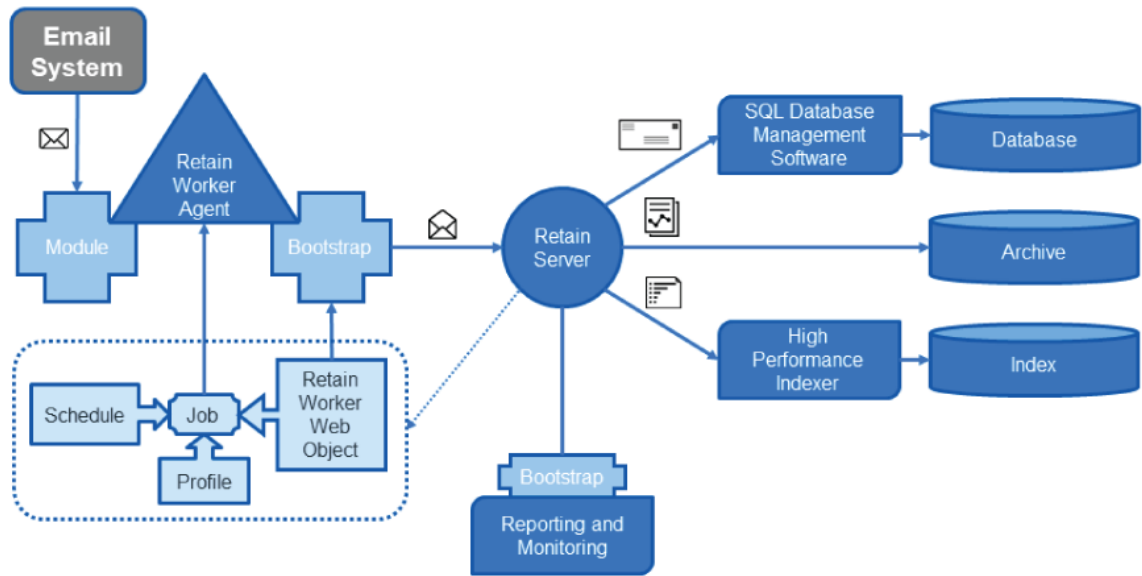 Email
System
Retain
Worker
Agent
Module
Bootstrap
Retain
Server
SQL Database
Management
Software
Database
Archive
High
Performance
Indexer
Index
Schedule
Job
Retain
Worker
Web
Object
Profile
Bootstrap
Reporting and
Monitoring